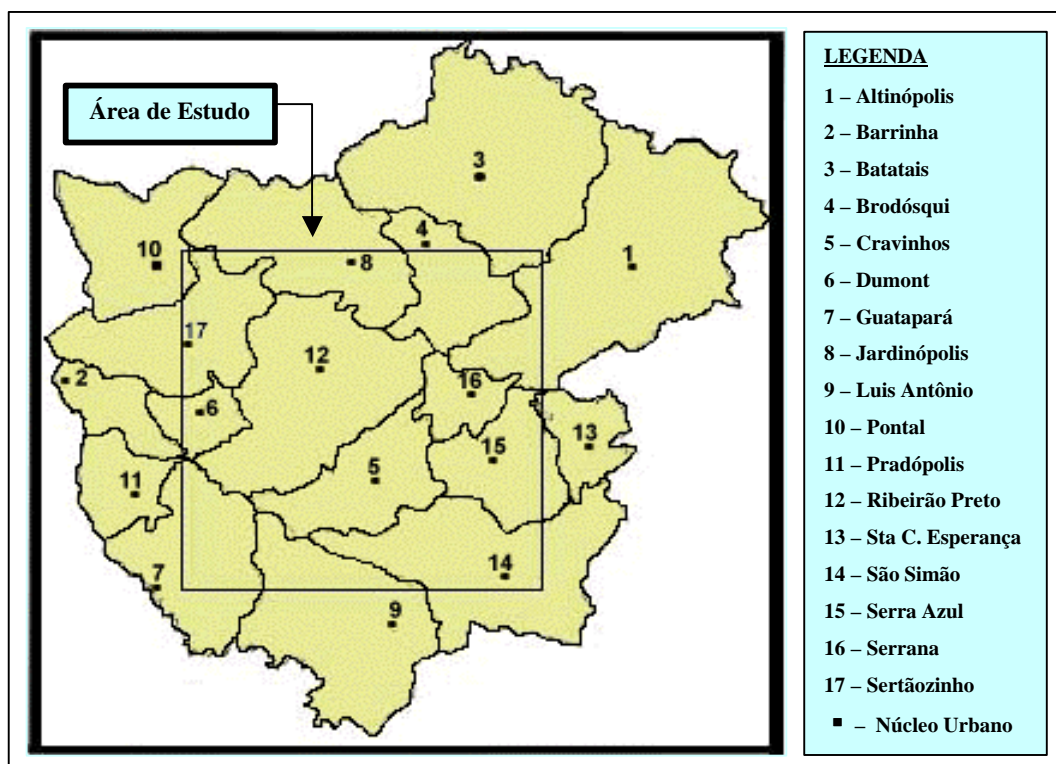 Área de Estudo
3
4
10
8
1
17
12
2
16
6
13
15
5
11
14
7
9
LEGENDA
1 – Altinópolis
2 – Barrinha
3 – Batatais
4 – Brodósqui
5 – Cravinhos
6 – Dumont
7 – Guatapará
8 – Jardinópolis
9 – Luis Antônio
10 – Pontal
11 – Pradópolis
12 – Ribeirão Preto
13 – Sta C. Esperança
14 – São Simão
15 – Serra Azul
16 – Serrana
17 – Sertãozinho
– Núcleo Urbano